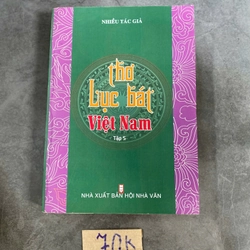 NHIỀU TÁC GIẢ
thơ
Lục bát
Việt Nam
Tập 5
NHÀ XUẤT BẢN HỘI NHÀ VĂN
70K